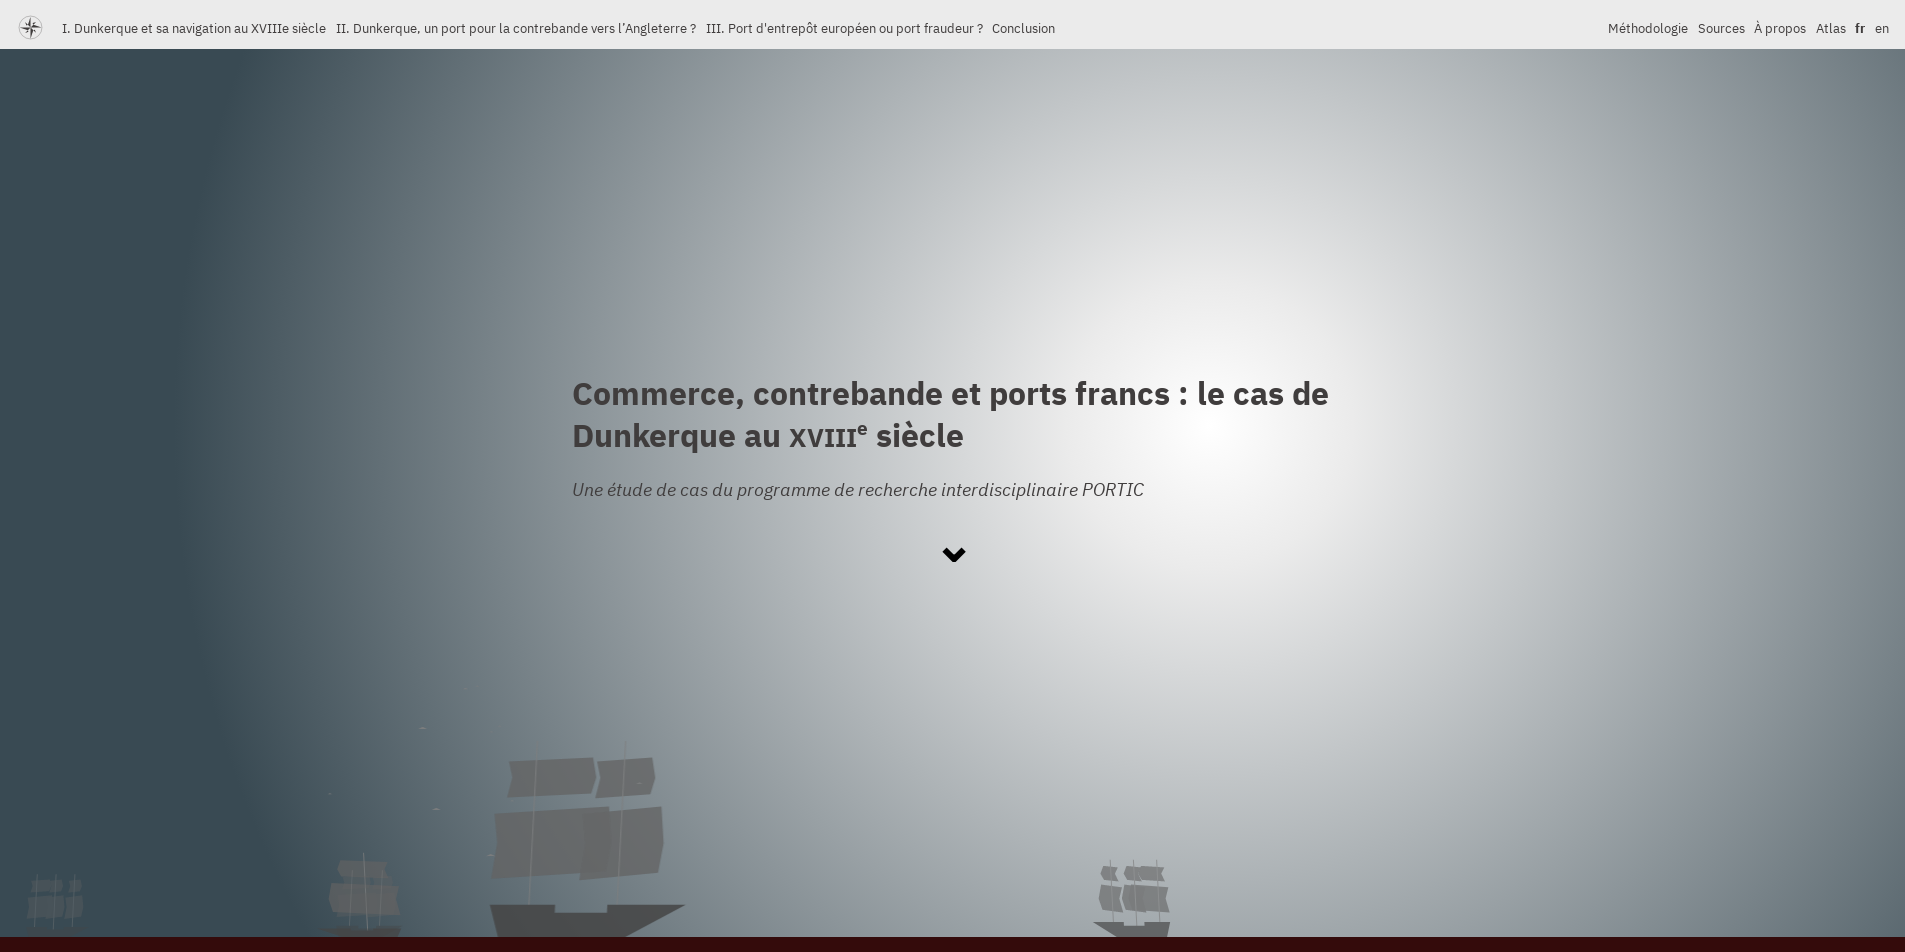 I. Dunkerque et sa navigation au XVIIIe siècle II. Dunkerque, un port pour la contrebande vers l’Angleterre ? III. Port d'entrepôt européen ou port fraudeur ? Conclusion Méthodologie Sources À propos Atlas fr en
Commerce, contrebande et ports francs : le cas de
Dunkerque au XVIIIe siècle
Une étude de cas du programme de recherche interdisciplinaire PORTIC